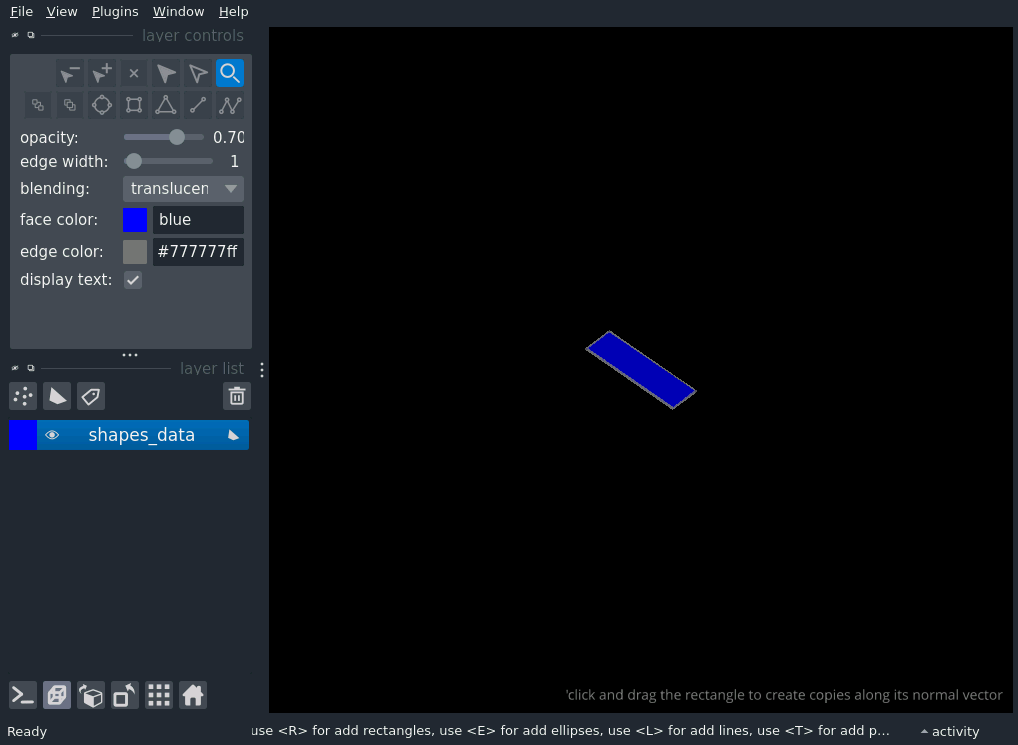 File View Plugins Window Help
layer controls
opacity: 0.70
edge width: 1
blending: translucen
face color: blue
edge color: #777777ff
display text:
layer list
shapes_data
'click and drag the rectangle to create copies along its normal vector
Ready use <R> for add rectangles, use <E> for add ellipses, use <L> for add lines, use <T> for add p... activity